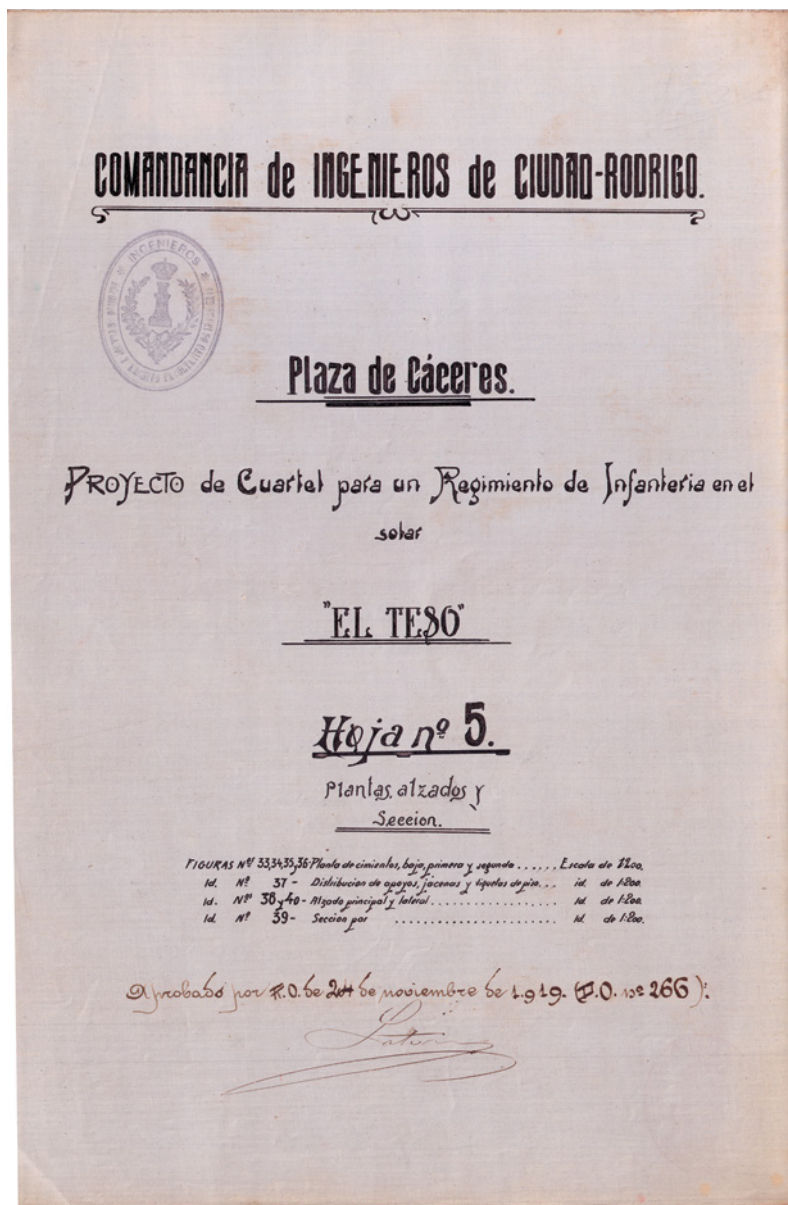 COMANDANCIA de INGENIEROS de CIUDAD-RODRIGO.
INGENIEROS
Plaza de Cáceres.
PROYECTO de Cuartel para un Regimiento de Infanteria en el
solar
"EL TESO"
Hoja nº 5.
Plantas, alzados y
Seccion.
FIGURAS Nºs 33,34,35,36-Planta de cimientos, baja, primera y segunda ...... Escala de 1:200.
Id. Nº 37 - Distribucion de apoyos, jacenas y viguetas de piso... id. de 1:200.
Id. Nºs 38 y 40 - Alzado principal y lateral ................. id. de 1:200.
Id. Nº 39 - Seccion por ...................... id. de 1:200.
Aprobado por R.O. de 24 de noviembre de 1.919. (D.O. nº 266):